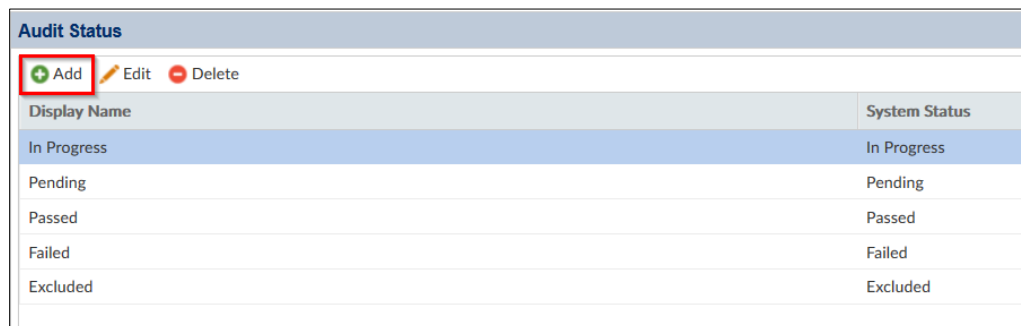 Audit Status
Add Edit Delete
Display Name System Status
In Progress In Progress
Pending Pending
Passed Passed
Failed Failed
Excluded Excluded